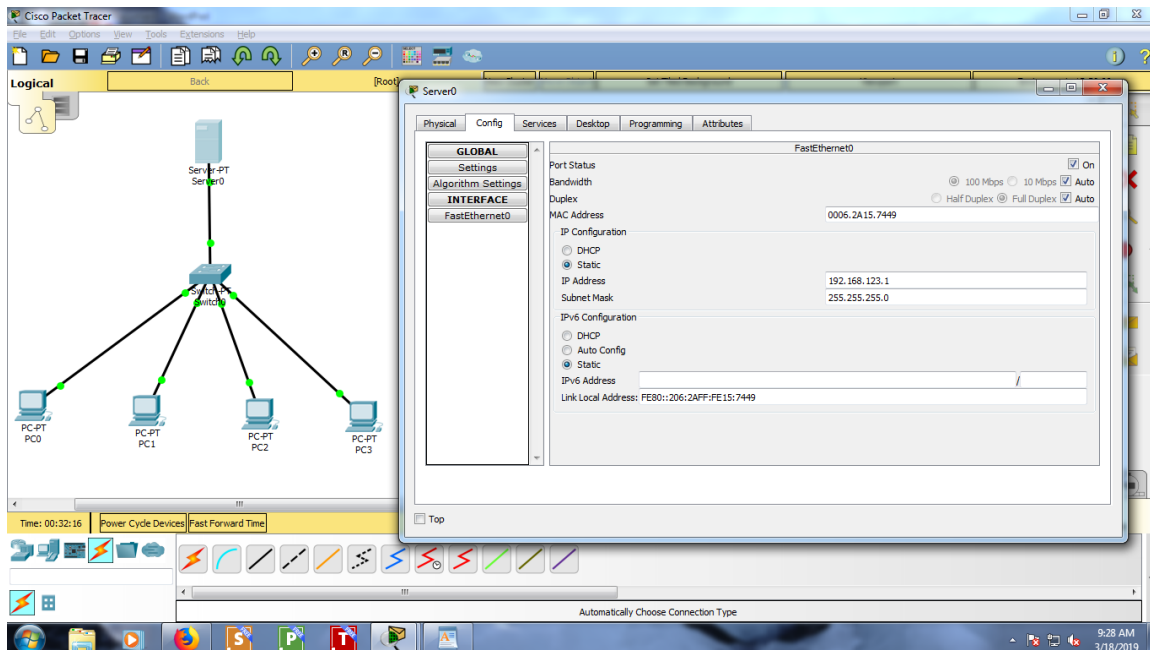 Cisco Packet Tracer
File Edit Options View Tools Extensions Help
Logical
Back
[Root]
Server-PT
Server0
Switch-PT
Switch0
PC-PT
PC0
PC-PT
PC1
PC-PT
PC2
PC-PT
PC3
Server0
Physical Config Services Desktop Programming Attributes
GLOBAL
Settings
Algorithm Settings
INTERFACE
FastEthernet0
FastEthernet0
Port Status On
Bandwidth 100 Mbps 10 Mbps Auto
Duplex Half Duplex Full Duplex Auto
MAC Address 0006.2A15.7449
IP Configuration
DHCP
Static
IP Address 192.168.123.1
Subnet Mask 255.255.255.0
IPv6 Configuration
DHCP
Auto Config
Static
IPv6 Address /
Link Local Address: FE80::206:2AFF:FE15:7449
Top
Time: 00:32:16 Power Cycle Devices Fast Forward Time
Automatically Choose Connection Type
S P T
9:28 AM
3/18/2019